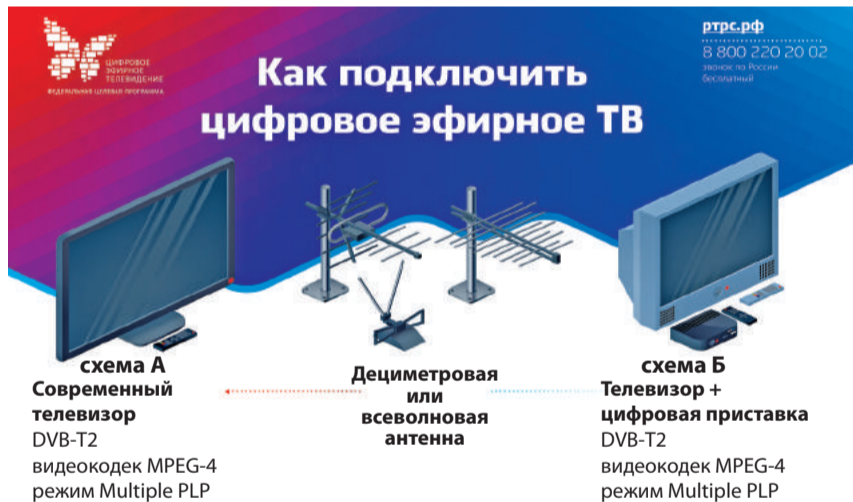 ЦИФРОВОЕ
ЭФИРНОЕ
ТЕЛЕВИДЕНИЕ
ФЕДЕРАЛЬНАЯ ЦЕЛЕВАЯ ПРОГРАММА
ртрс.рф
8 800 220 20 02
звонок по России
бесплатный
Как подключить
цифровое эфирное ТВ
схема А
Современный
телевизор
DVB-T2
видеокодек MPEG-4
режим Multiple PLP
Дециметровая
или
всеволновая
антенна
схема Б
Телевизор +
цифровая приставка
DVB-T2
видеокодек MPEG-4
режим Multiple PLP